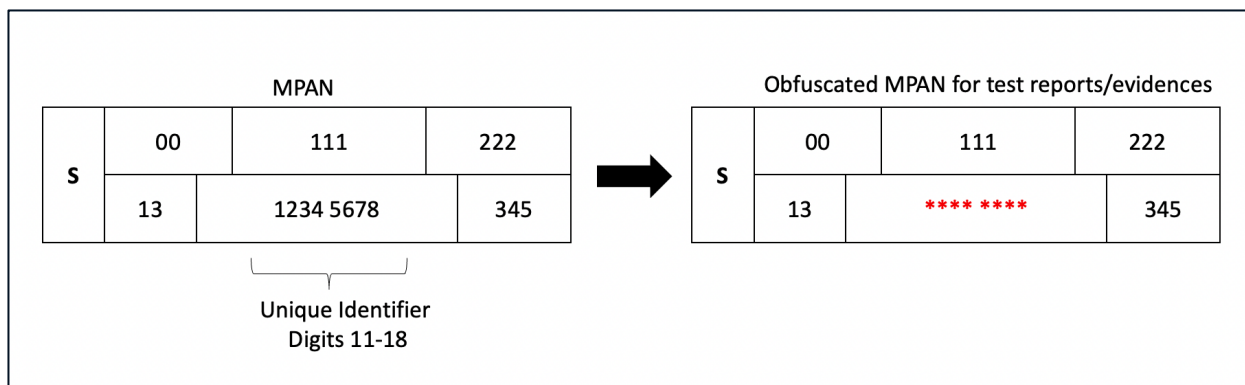 MPAN
S
00
111
222
13
1234 5678
345
Unique Identifier
Digits 11-18
Obfuscated MPAN for test reports/evidences
S
00
111
222
13
**** ****
345